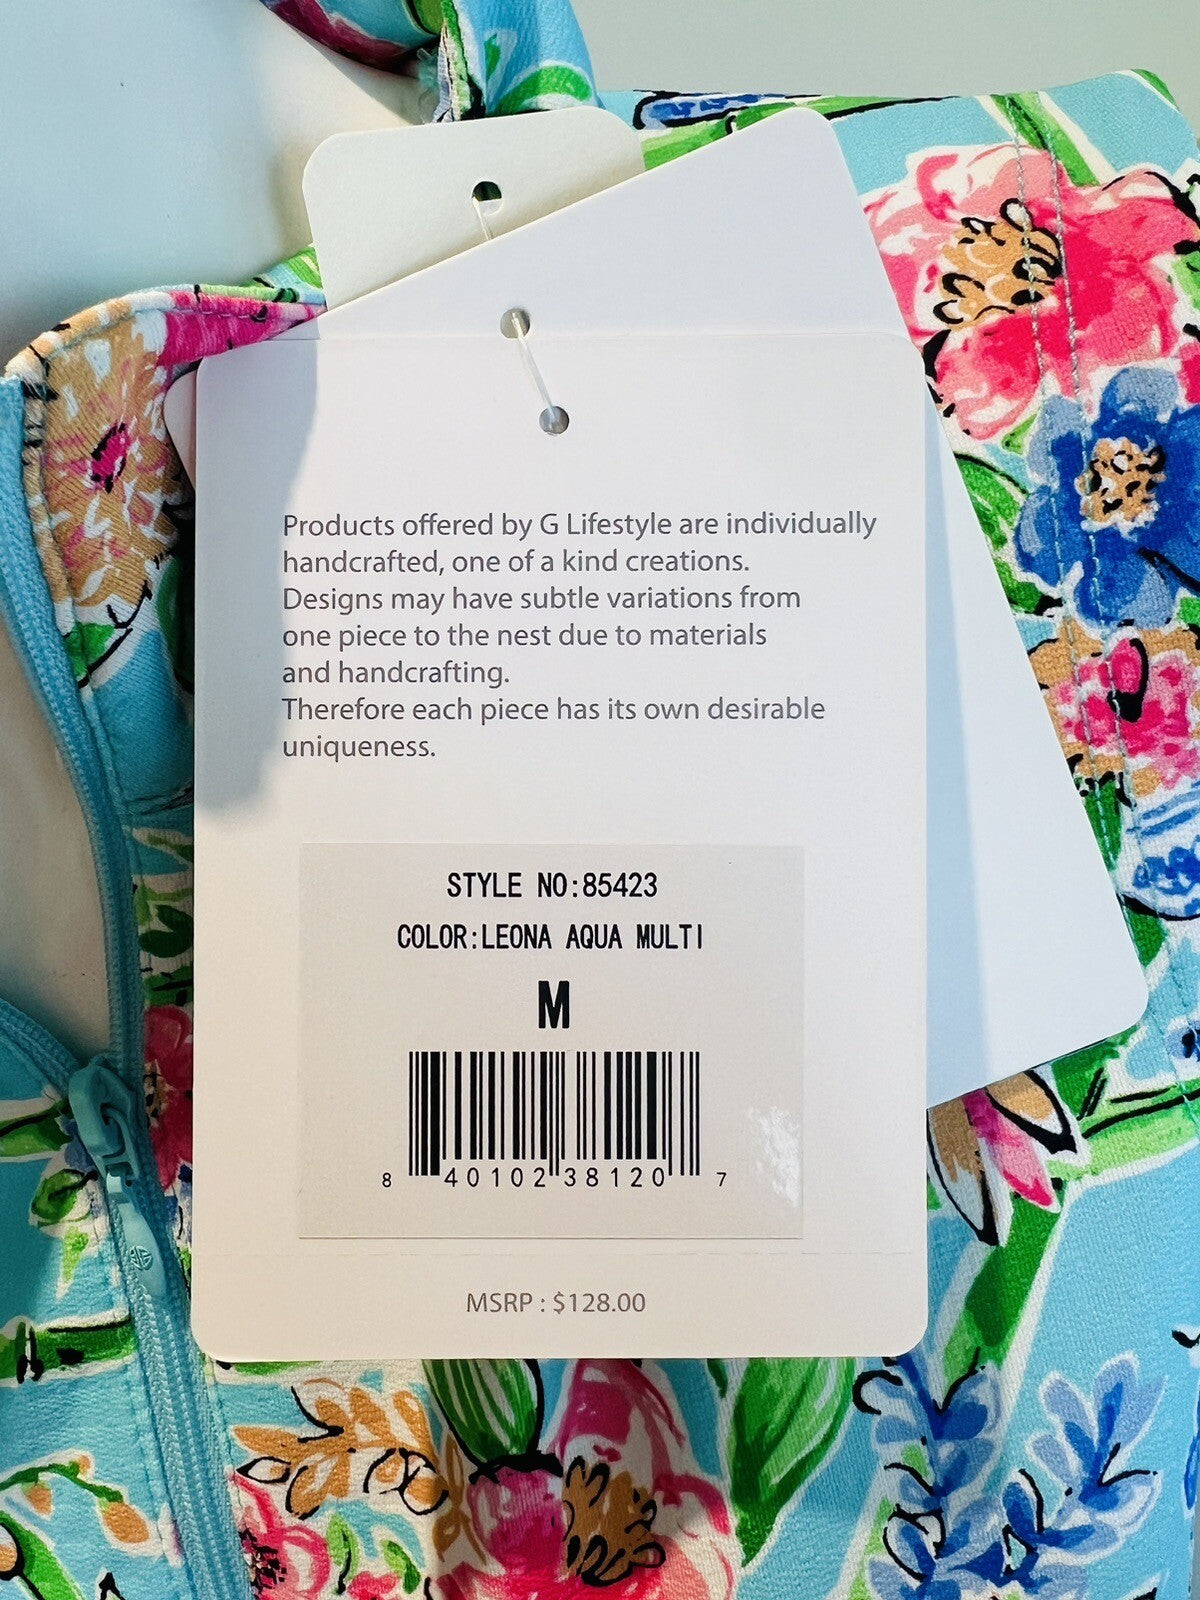 Products offered by G Lifestyle are individually
handcrafted, one of a kind creations.
Designs may have subtle variations from
one piece to the nest due to materials
and handcrafting.
Therefore each piece has its own desirable
uniqueness.
STYLE NO:85423
COLOR:LEONA AQUA MULTI
M
8 40102 38120 7
MSRP : $128.00